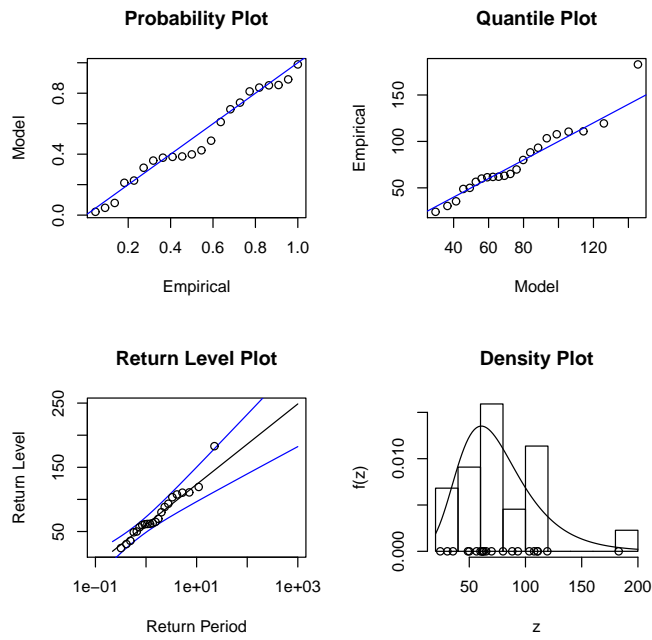 Probability Plot
Model
0.0 0.4 0.8
0.2 0.4 0.6 0.8 1.0
Empirical
Quantile Plot
Empirical
50 100 150
40 60 80 100 120
Model
Return Level Plot
Return Level
50 150 250
1e−01 1e+01 1e+03
Return Period
Density Plot
f(z)
0.000 0.010
50 100 150 200
z